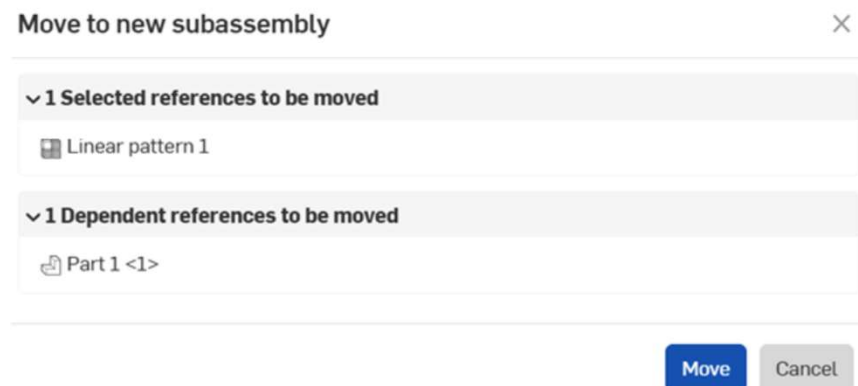 Move to new subassembly
1 Selected references to be moved
Linear pattern 1
1 Dependent references to be moved
Part 1 <1>
Move Cancel